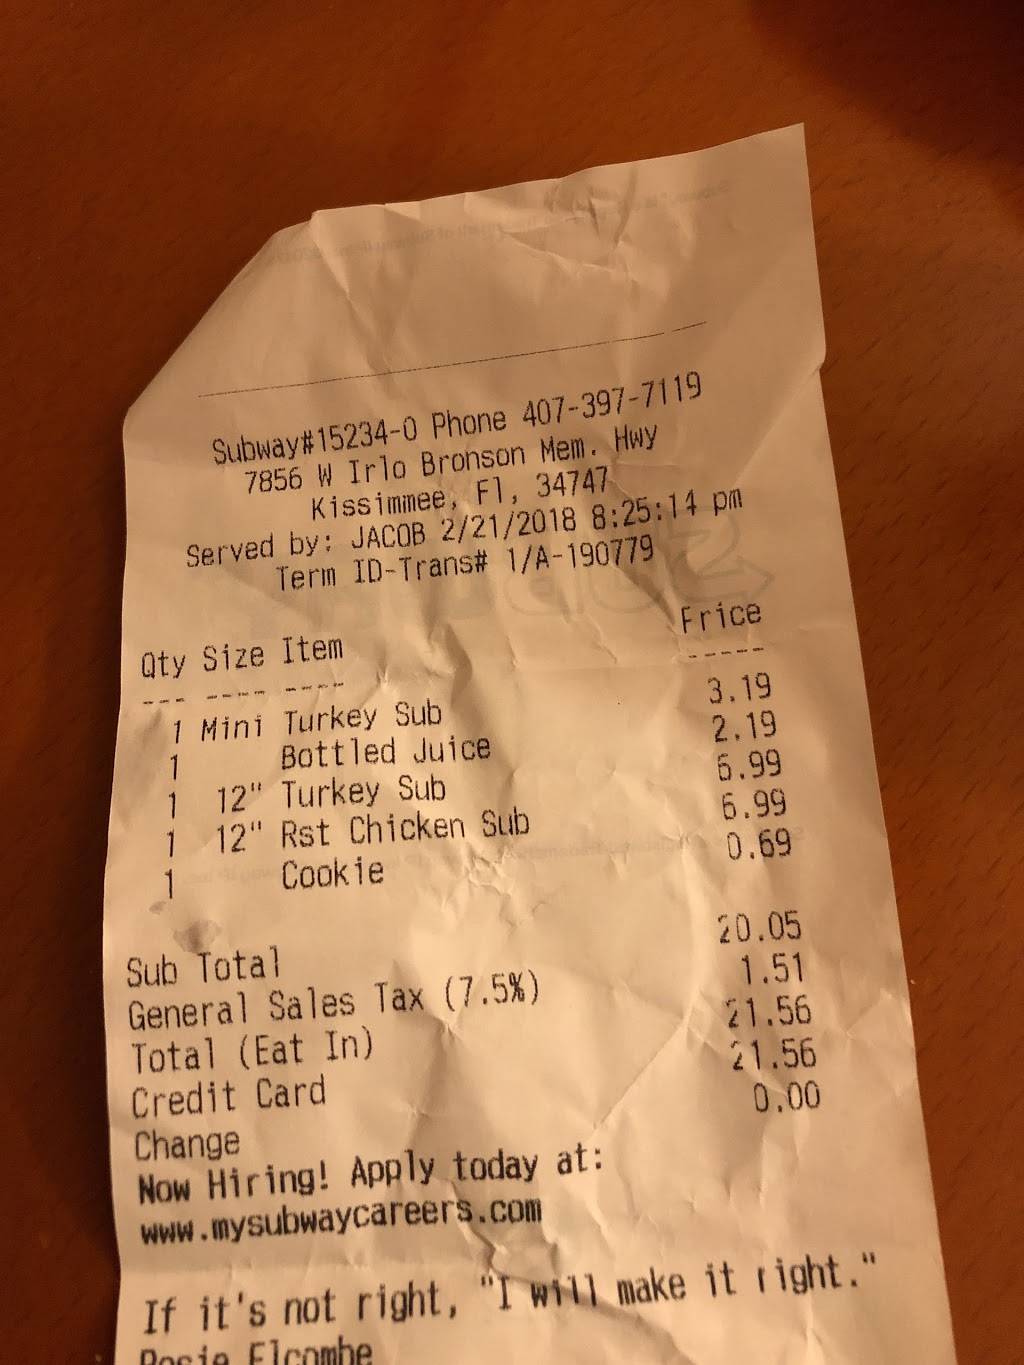 Subway#15234-0 Phone 407-397-7119
7856 W Irlo Bronson Mem. Hwy
Kissimmee, Fl, 34747
Served by: JACOB 2/21/2018 8:25:14 pm
Term ID-Trans# 1/A-190779
Qty Size Item Price
--- ---- ---- -----
1 Mini Turkey Sub 3.19
1 Bottled Juice 2.19
1 12" Turkey Sub 6.99
1 12" Rst Chicken Sub 6.99
1 Cookie 0.69
Sub Total 20.05
General Sales Tax (7.5%) 1.51
Total (Eat In) 21.56
Credit Card 21.56
Change 0.00
Now Hiring! Apply today at:
www.mysubwaycareers.com
If it's not right, "I will make it right."
Rosie Elcombe